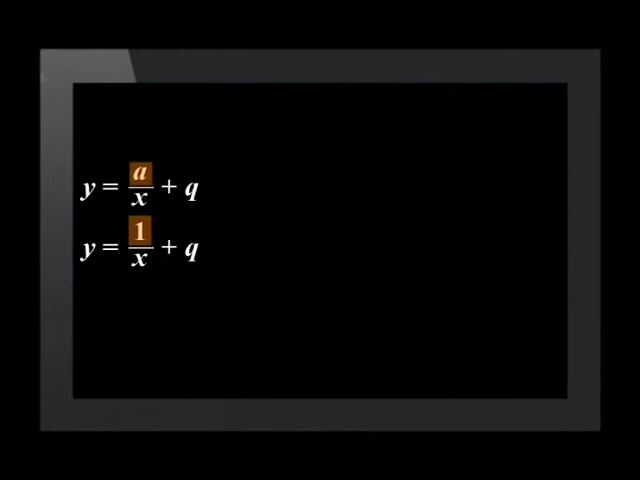 y = a/x + q
y = 1/x + q